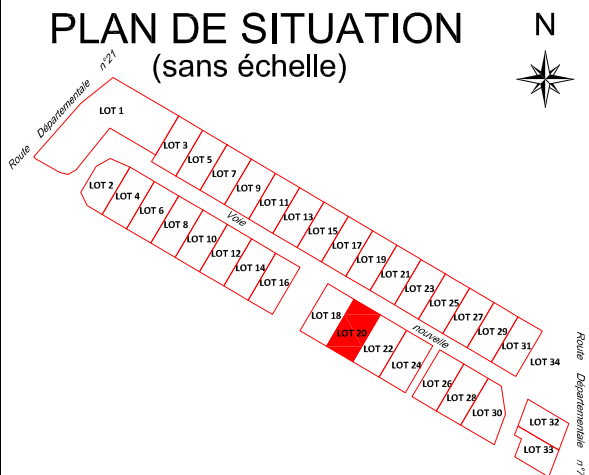 PLAN DE SITUATION
(sans échelle)
N
Route Départementale n°21
LOT 1
LOT 3
LOT 5
LOT 7
LOT 9
LOT 11
LOT 13
LOT 15
LOT 17
LOT 19
LOT 21
LOT 23
LOT 25
LOT 27
LOT 29
LOT 31
LOT 34
Voie nouvelle
LOT 2
LOT 4
LOT 6
LOT 8
LOT 10
LOT 12
LOT 14
LOT 16
LOT 18
LOT 20
LOT 22
LOT 24
LOT 26
LOT 28
LOT 30
LOT 32
LOT 33
Route Départementale